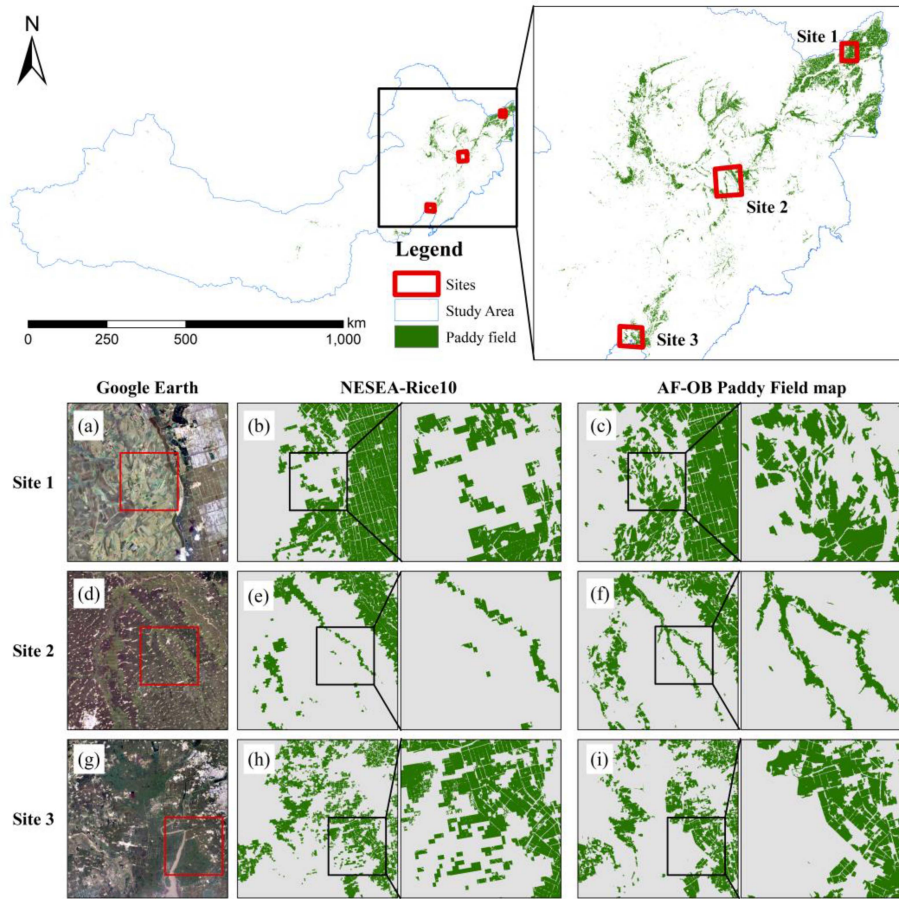 N
Site 1
Site 2
Site 3
Legend
Sites
Study Area
Paddy field
km
0 250 500 1,000
Google Earth NESEA-Rice10 AF-OB Paddy Field map
Site 1 (a) (b) (c)
Site 2 (d) (e) (f)
Site 3 (g) (h) (i)